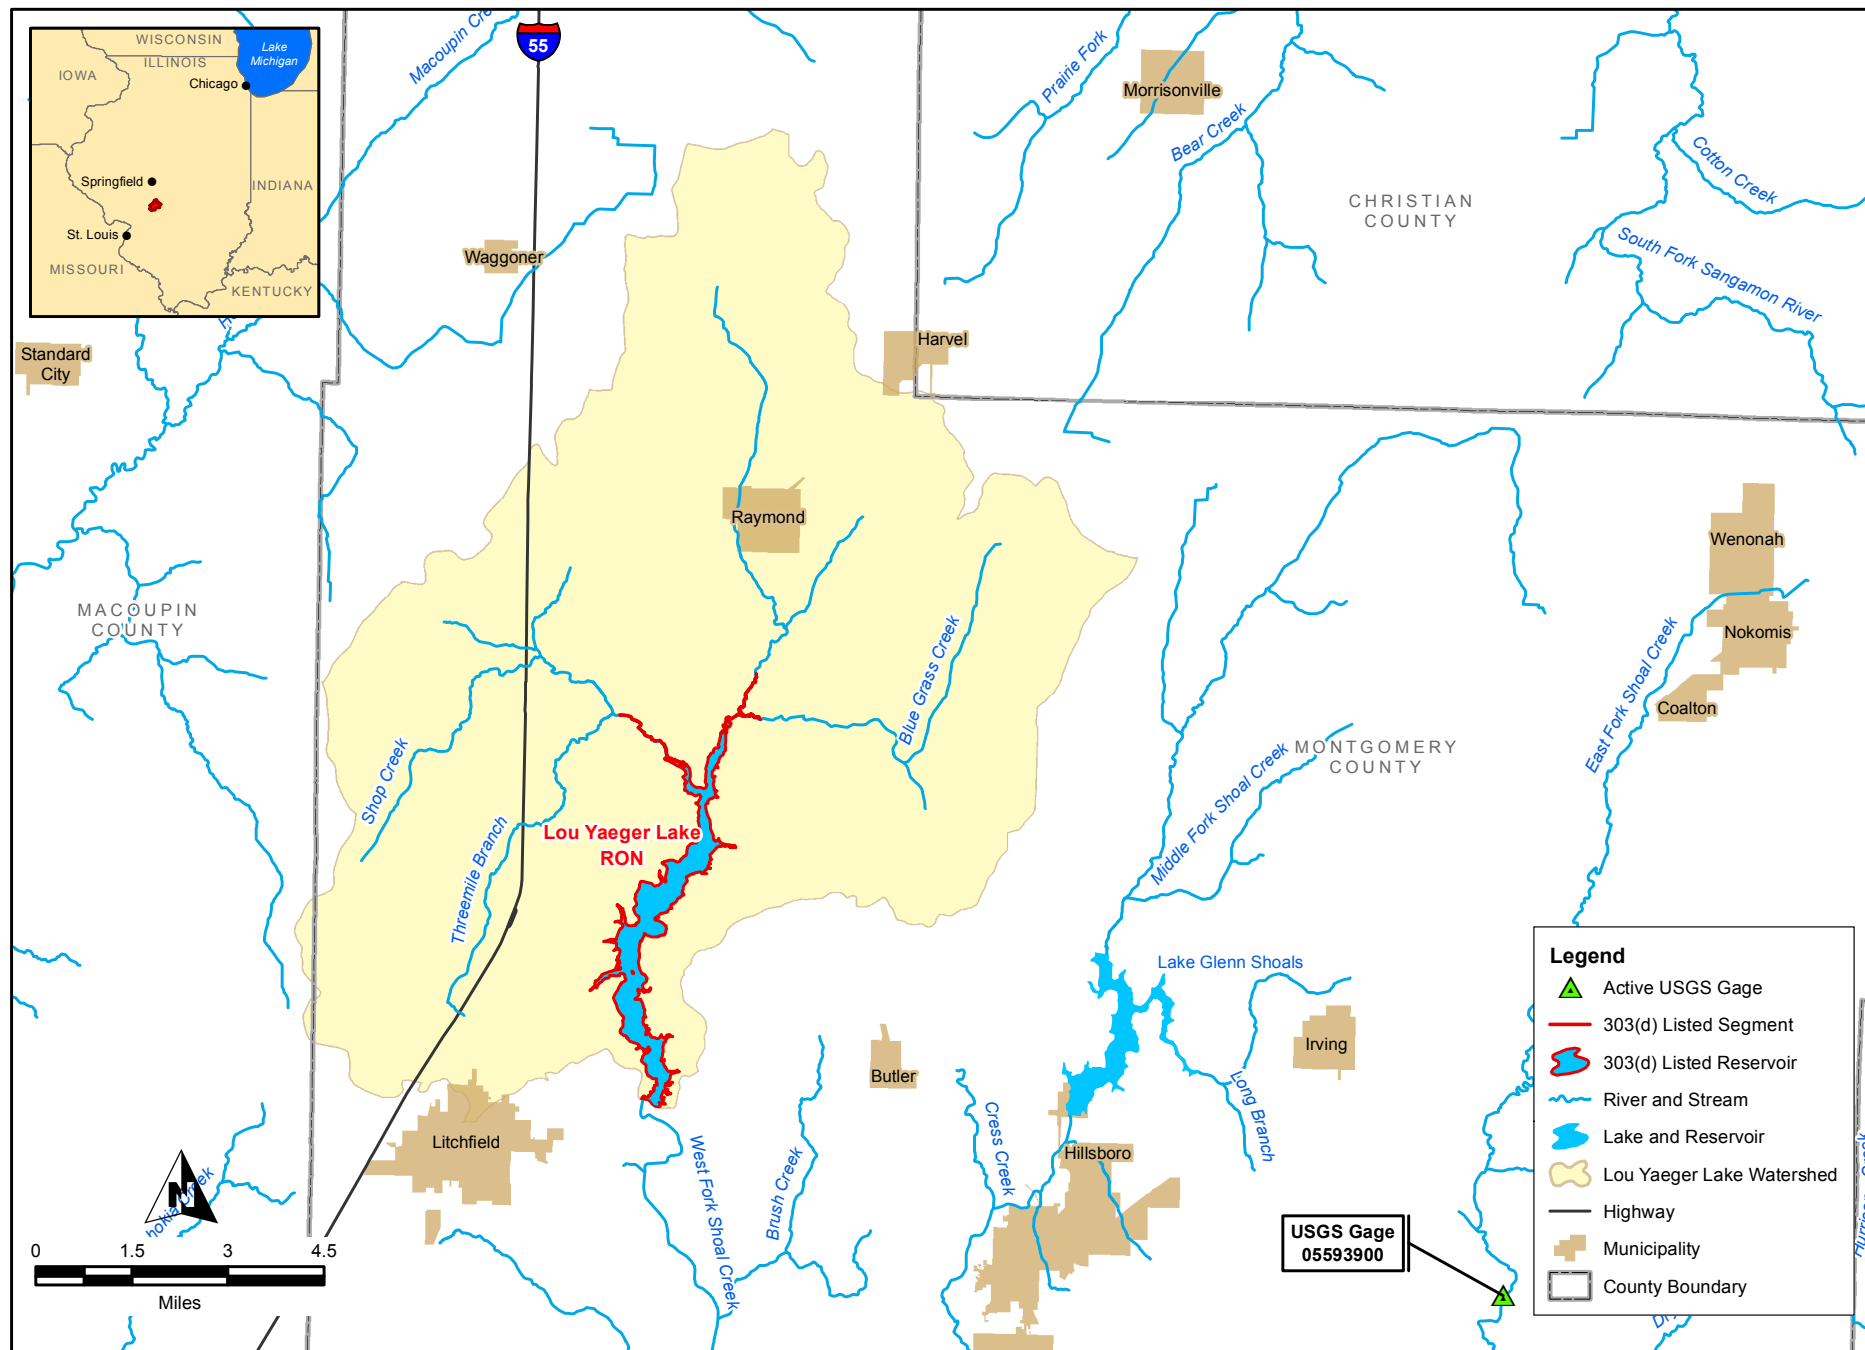 WISCONSIN
ILLINOIS
Lake
Michigan
IOWA
Chicago
Springfield
INDIANA
St. Louis
MISSOURI
KENTUCKY
Macoupin
55
Prairie Fork
Morrisonville
Bear Creek
Cotton Creek
CHRISTIAN
COUNTY
South Fork Sangamon River
Waggoner
Harvel
Standard
City
Raymond
Wenonah
MACOUPIN
COUNTY
Nokomis
Coalton
East Fork Shoal Creek
Blue Grass Creek
Shop Creek
MONTGOMERY
COUNTY
Middle Fork Shoal Creek
Threemile Branch
Lou Yaeger Lake
RON
Lake Glenn Shoals
Irving
Butler
Long Branch
Cress Creek
Litchfield
Hillsboro
West Fork Shoal Creek
Brush Creek
hokia Creek
N
0 1.5 3 4.5
Miles
USGS Gage
05593900
Legend
Active USGS Gage
303(d) Listed Segment
303(d) Listed Reservoir
River and Stream
Lake and Reservoir
Lou Yaeger Lake Watershed
Highway
Municipality
County Boundary